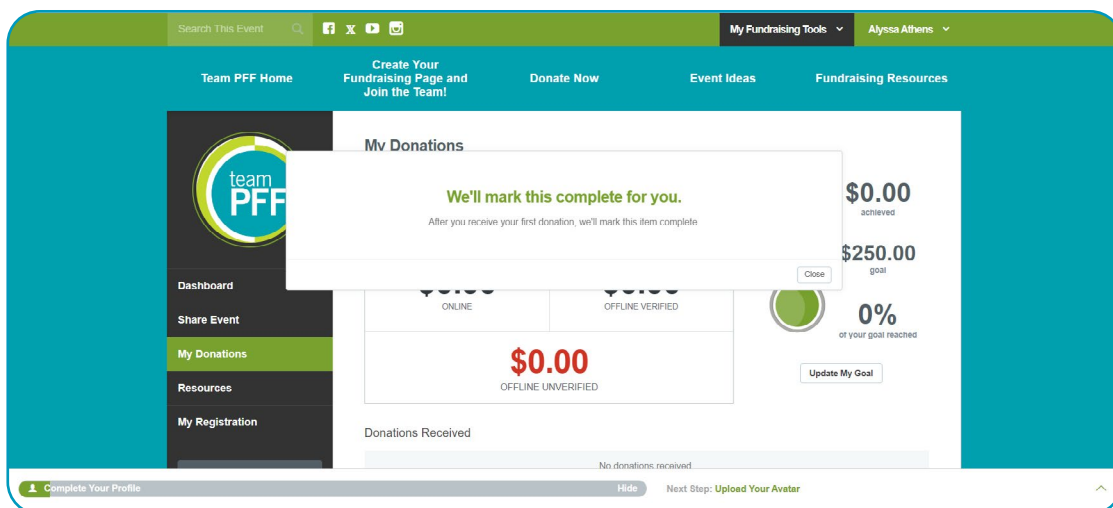 Search This Event
My Fundraising Tools
Alyssa Athens
Team PFF Home
Create Your
Fundraising Page and
Join the Team!
Donate Now
Event Ideas
Fundraising Resources
team
PFF
Dashboard
Share Event
My Donations
Resources
My Registration
My Donations
We'll mark this complete for you.
After you receive your first donation, we'll mark this item complete
Close
ONLINE
OFFLINE VERIFIED
$0.00
OFFLINE UNVERIFIED
$0.00
achieved
$250.00
goal
0%
of your goal reached
Update My Goal
Donations Received
No donations received
Complete Your Profile
Hide
Next Step: Upload Your Avatar